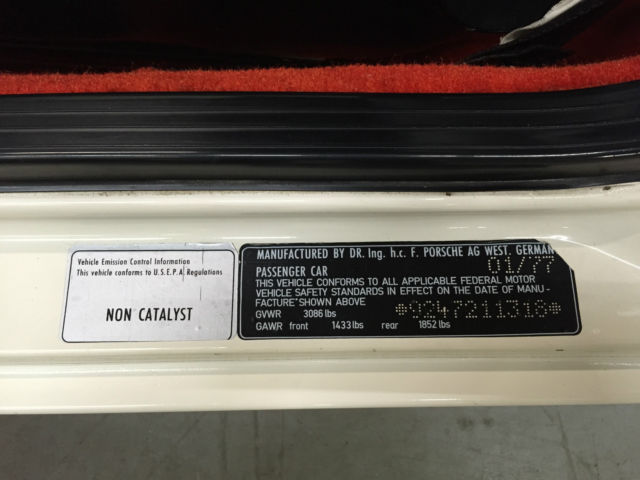 Vehicle Emission Control Information
This vehicle conforms to U.S.E.P.A. Regulations
NON CATALYST
MANUFACTURED BY DR. Ing. h.c. F. PORSCHE AG WEST. GERMAN
PASSENGER CAR 01/77
THIS VEHICLE CONFORMS TO ALL APPLICABLE FEDERAL MOTOR
VEHICLE SAFETY STANDARDS IN EFFECT ON THE DATE OF MANU-
FACTURE SHOWN ABOVE
GVWR 3086 lbs *9247211318*
GAWR front 1433 lbs rear 1852 lbs